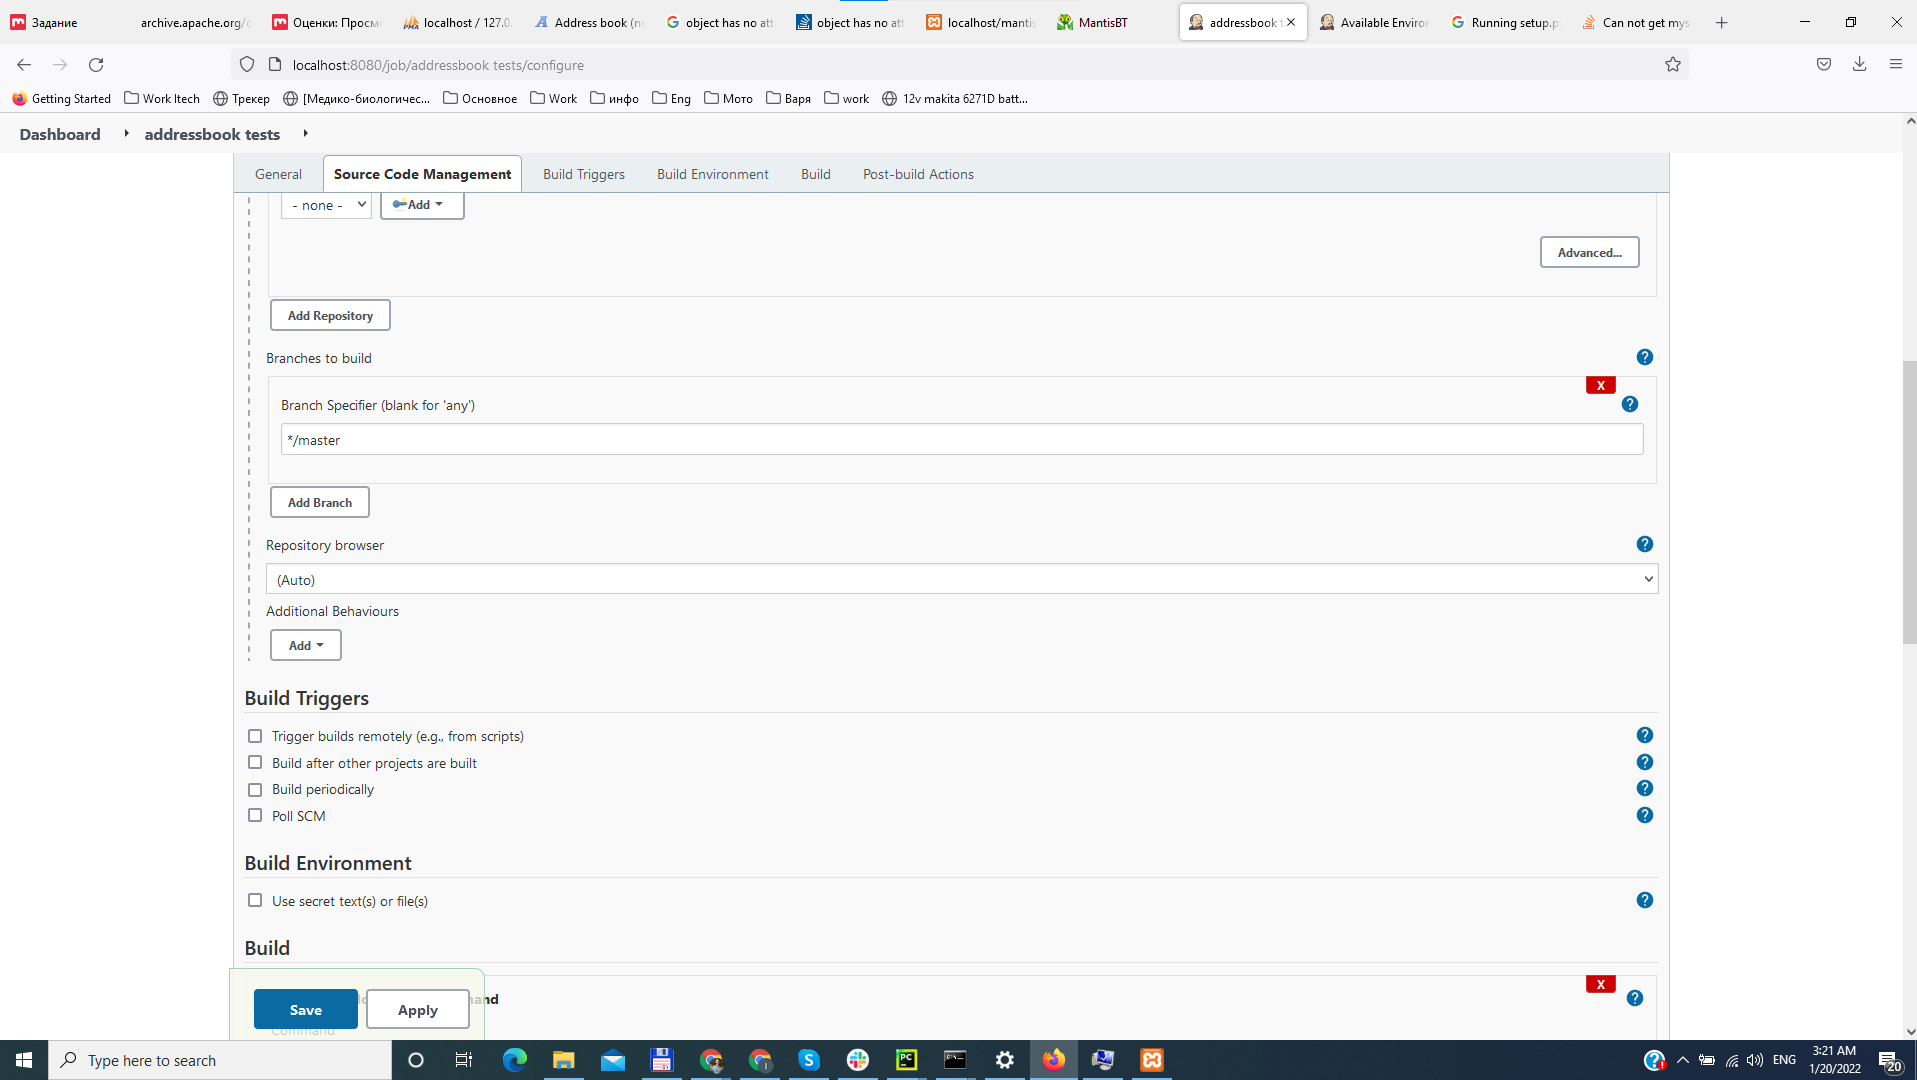 Задание
archive.apache.org/
Оценки: Просм
localhost / 127.0.
Address book (n
object has no att
object has no att
localhost/mantis
MantisBT
addressbook t
Available Enviror
Running setup.p
Can not get mys
localhost:8080/job/addressbook tests/configure
Getting Started
Work Itech
Трекер
[Медико-биологичес...
Основное
Work
инфо
Eng
Мото
Варя
work
12v makita 6271D batt...
Dashboard
addressbook tests
General
Source Code Management
Build Triggers
Build Environment
Build
Post-build Actions
- none -
Add
Advanced...
Add Repository
Branches to build
?
X
Branch Specifier (blank for 'any')
?
*/master
Add Branch
Repository browser
?
(Auto)
Additional Behaviours
Add
Build Triggers
Trigger builds remotely (e.g., from scripts)
?
Build after other projects are built
?
Build periodically
?
Poll SCM
?
Build Environment
Use secret text(s) or file(s)
?
Build
X
and
?
Save
Apply
Command
Type here to search
ENG
3:21 AM
1/20/2022
20